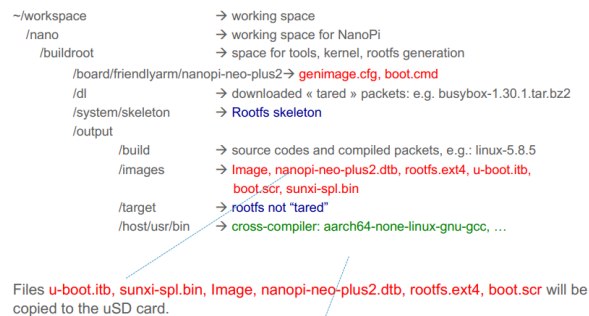 ~/workspace → working space
/nano → working space for NanoPi
/buildroot → space for tools, kernel, rootfs generation
/board/friendlyarm/nanopi-neo-plus2→ genimage.cfg, boot.cmd
/dl → downloaded « tared » packets: e.g. busybox-1.30.1.tar.bz2
/system/skeleton → Rootfs skeleton
/output
/build → source codes and compiled packets, e.g.: linux-5.8.5
/images → Image, nanopi-neo-plus2.dtb, rootfs.ext4, u-boot.itb,
boot.scr, sunxi-spl.bin
/target → rootfs not “tared”
/host/usr/bin → cross-compiler: aarch64-none-linux-gnu-gcc, …
Files u-boot.itb, sunxi-spl.bin, Image, nanopi-neo-plus2.dtb, rootfs.ext4, boot.scr will be
copied to the uSD card.